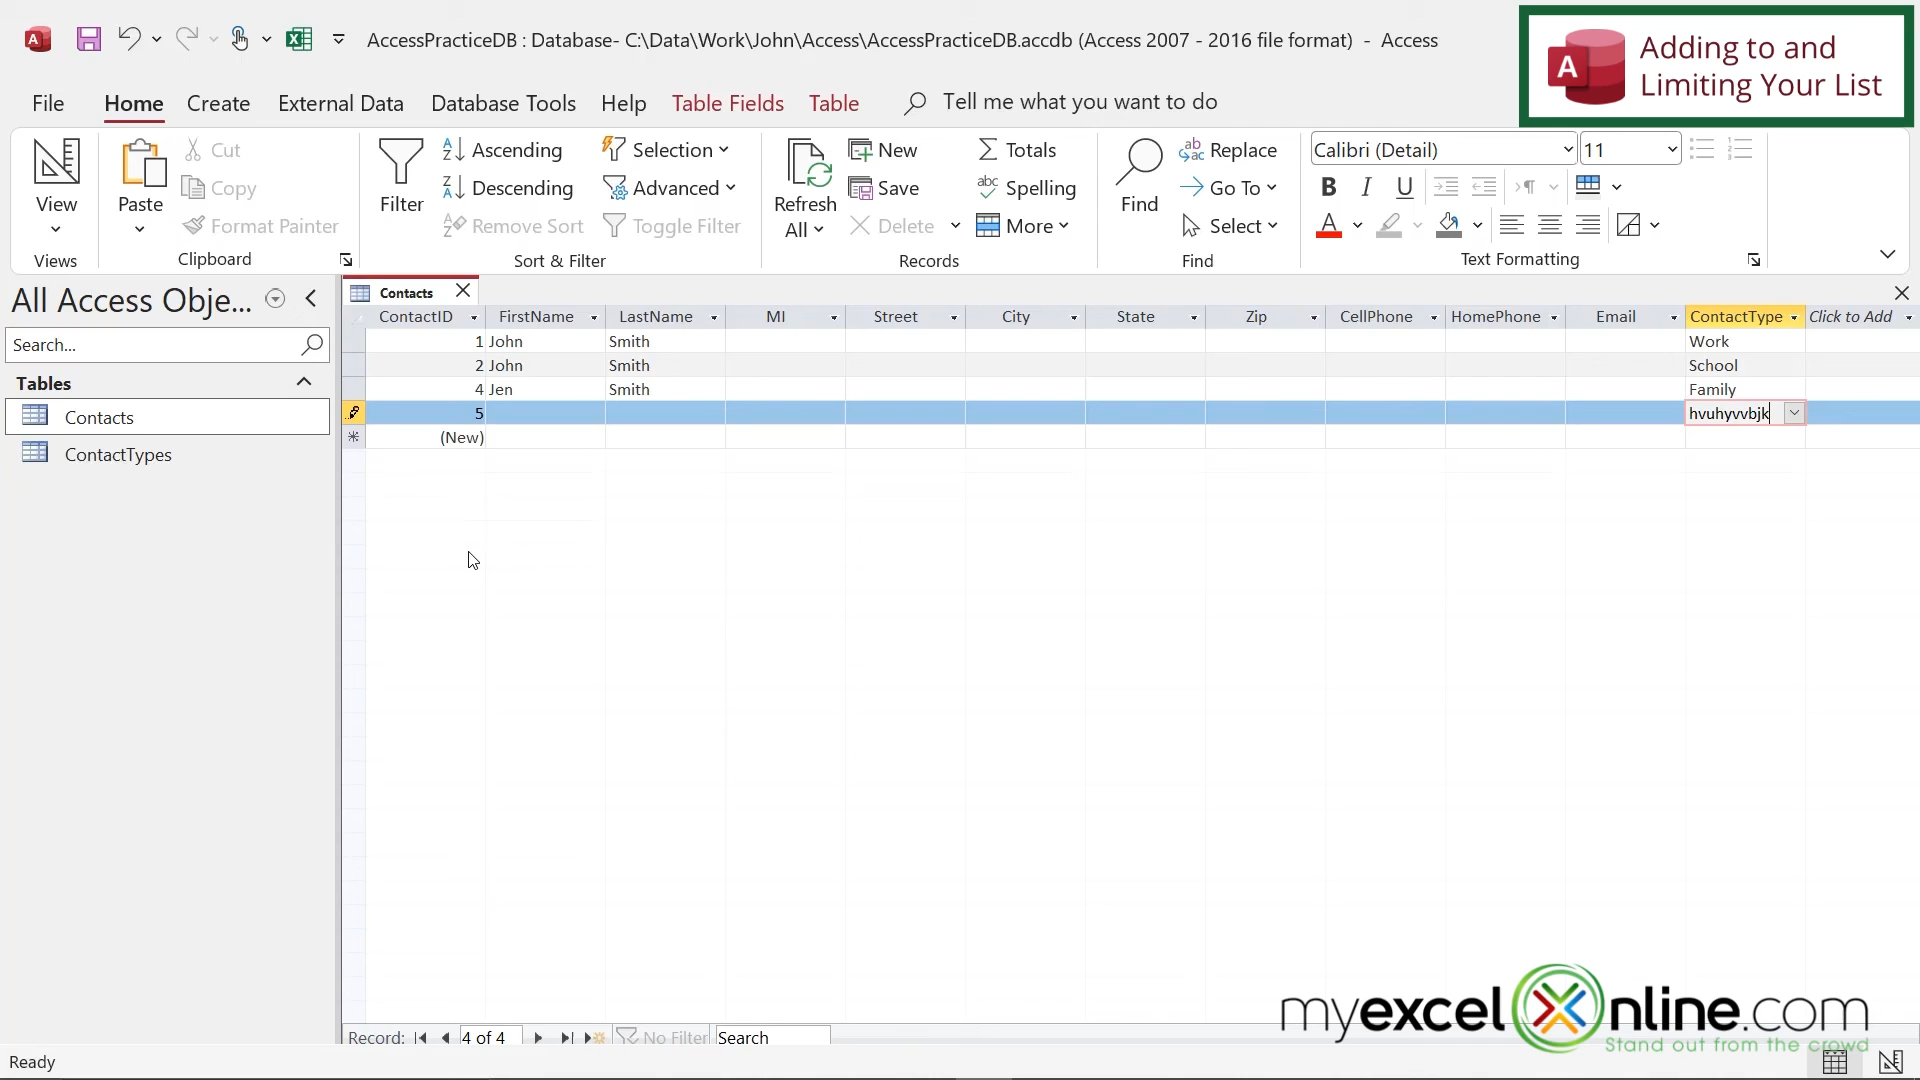 AccessPracticeDB : Database- C:\Data\Work\John\Access\AccessPracticeDB.accdb (Access 2007 - 2016 file format) - Access
A Adding to and
Limiting Your List
File Home Create External Data Database Tools Help Table Fields Table Tell me what you want to do
View
Views
Paste
Cut
Copy
Format Painter
Clipboard
Filter
Ascending
Descending
Remove Sort
Selection
Advanced
Toggle Filter
Sort & Filter
Refresh
All
New
Save
Delete
Totals
Spelling
More
Records
Find
Replace
Go To
Select
Find
Calibri (Detail) 11
B I U
A
Text Formatting
All Access Obje...
Search...
Tables
Contacts
ContactTypes
Contacts
ContactID FirstName LastName MI Street City State Zip CellPhone HomePhone Email ContactType Click to Add
1 John Smith Work
2 John Smith School
4 Jen Smith Family
5 hvuhyvvbjk
(New)
Record: 4 of 4 No Filter Search
Ready
myexcelonline.com
Stand out from the crowd